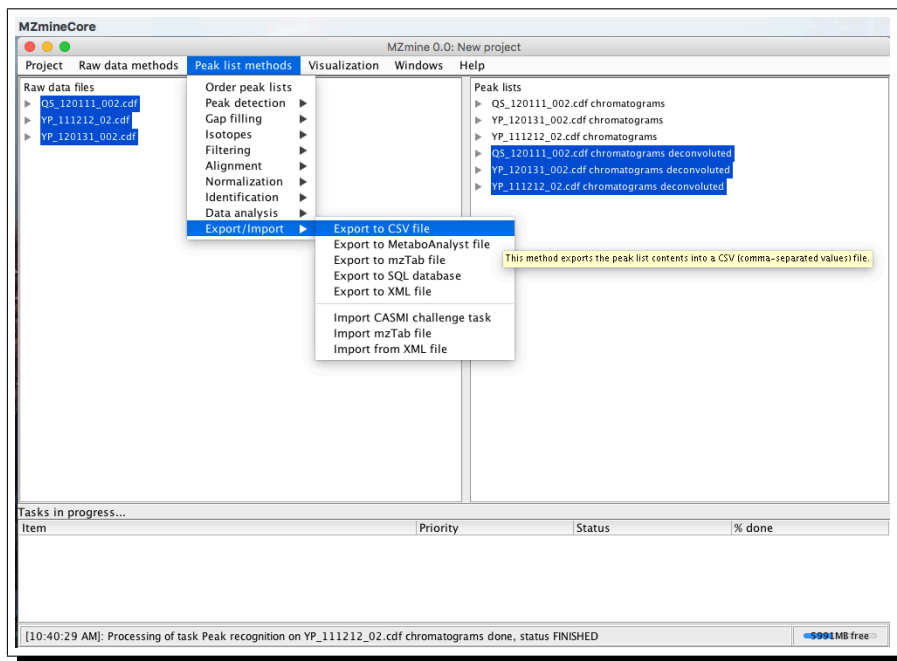 MZmineCore
MZmine 0.0: New project
Project Raw data methods Peak list methods Visualization Windows Help
Raw data files
QS_120111_002.cdf
YP_111212_02.cdf
YP_120131_002.cdf
Order peak lists
Peak detection
Gap filling
Isotopes
Filtering
Alignment
Normalization
Identification
Data analysis
Export/Import
Export to CSV file
Export to MetaboAnalyst file
Export to mzTab file
Export to SQL database
Export to XML file
Import CASMI challenge task
Import mzTab file
Import from XML file
Peak lists
QS_120111_002.cdf chromatograms
YP_120131_002.cdf chromatograms
YP_111212_02.cdf chromatograms
QS_120111_002.cdf chromatograms deconvoluted
YP_120131_002.cdf chromatograms deconvoluted
YP_111212_02.cdf chromatograms deconvoluted
This method exports the peak list contents into a CSV (comma-separated values) file.
Tasks in progress...
Item Priority Status % done
[10:40:29 AM]: Processing of task Peak recognition on YP_111212_02.cdf chromatograms done, status FINISHED
5991MB free